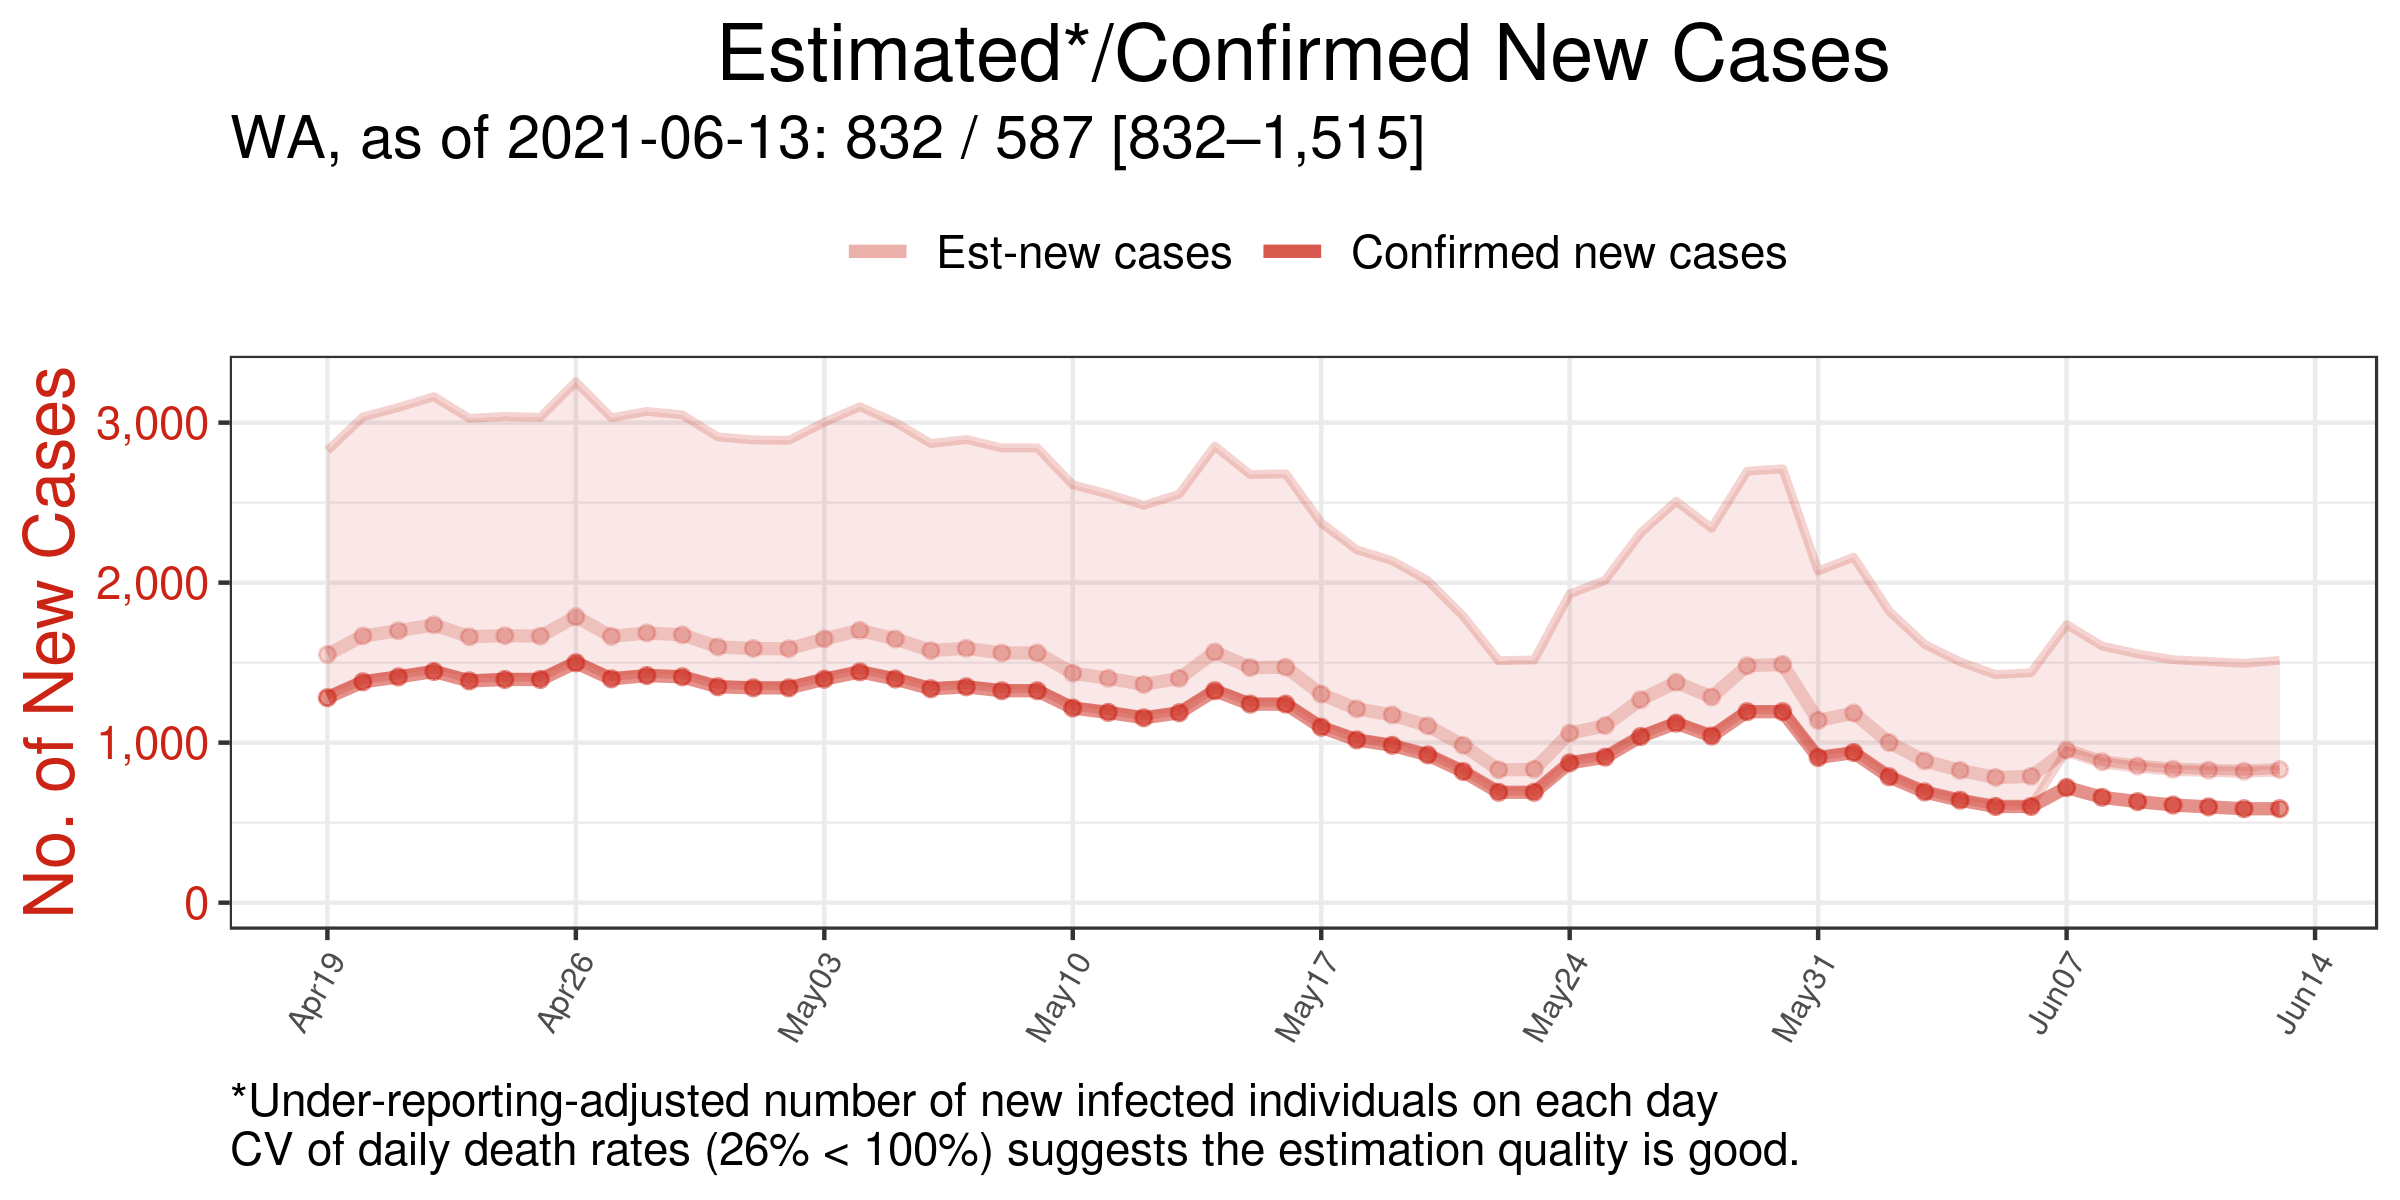 Estimated*/Confirmed New Cases
WA, as of 2021-06-13: 832 / 587 [832–1,515]
Est-new cases
Confirmed new cases
No. of New Cases
3,000
2,000
1,000
0
Apr19
Apr26
May03
May10
May17
May24
May31
Jun07
Jun14
*Under-reporting-adjusted number of new infected individuals on each day
CV of daily death rates (26% < 100%) suggests the estimation quality is good.